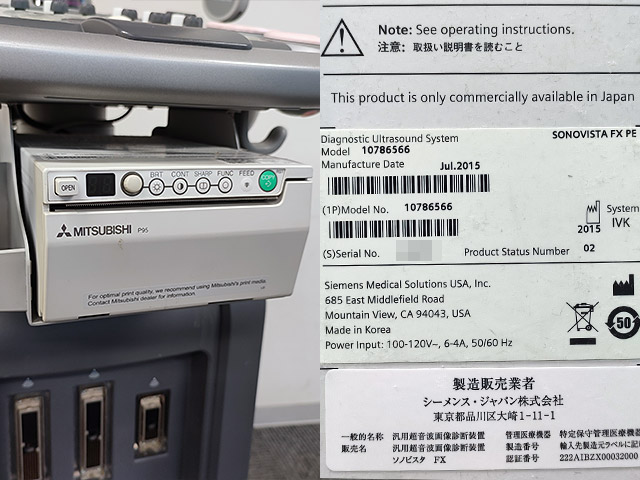 OPEN
BRT CONT SHARP FUNC FEED
COPY
MITSUBISHI P95
For optimal print quality, we recommend using Mitsubishi's print media.
Contact Mitsubishi dealer for information.
Note: See operating instructions.
注意: 取扱い説明書を読むこと
This product is only commercially available in Japan
Diagnostic Ultrasound System SONOVISTA FX PE
Model 10786566
Manufacture Date Jul.2015
(1P)Model No. 10786566
System
2015 IVK
(S)Serial No. Product Status Number 02
Siemens Medical Solutions USA, Inc.
685 East Middlefield Road
Mountain View, CA 94043, USA
Made in Korea
Power Input: 100-120V~, 6-4A, 50/60 Hz
50
製造販売業者
シーメンス・ジャパン株式会社
東京都品川区大崎1-11-1
一般的名称 汎用超音波画像診断装置 管理医療機器 特定保守管理医療機器
販売名 汎用超音波画像診断装置 製造番号 輸入先製造元ラベルに記
ソノビスタ FX 認証番号 222AIBZX00032000